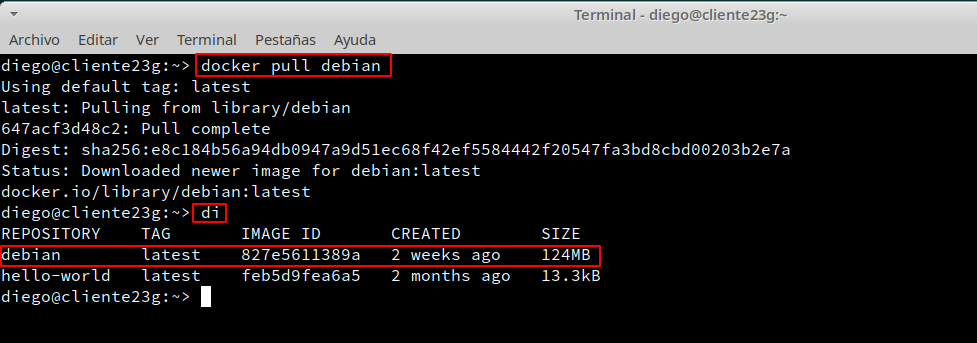 Terminal - diego@cliente23g:~
Archivo Editar Ver Terminal Pestañas Ayuda
diego@cliente23g:~> docker pull debian
Using default tag: latest
latest: Pulling from library/debian
647acf3d48c2: Pull complete
Digest: sha256:e8c184b56a94db0947a9d51ec68f42ef5584442f20547fa3bd8cbd00203b2e7a
Status: Downloaded newer image for debian:latest
docker.io/library/debian:latest
diego@cliente23g:~> di
REPOSITORY TAG IMAGE ID CREATED SIZE
debian latest 827e5611389a 2 weeks ago 124MB
hello-world latest feb5d9fea6a5 2 months ago 13.3kB
diego@cliente23g:~>